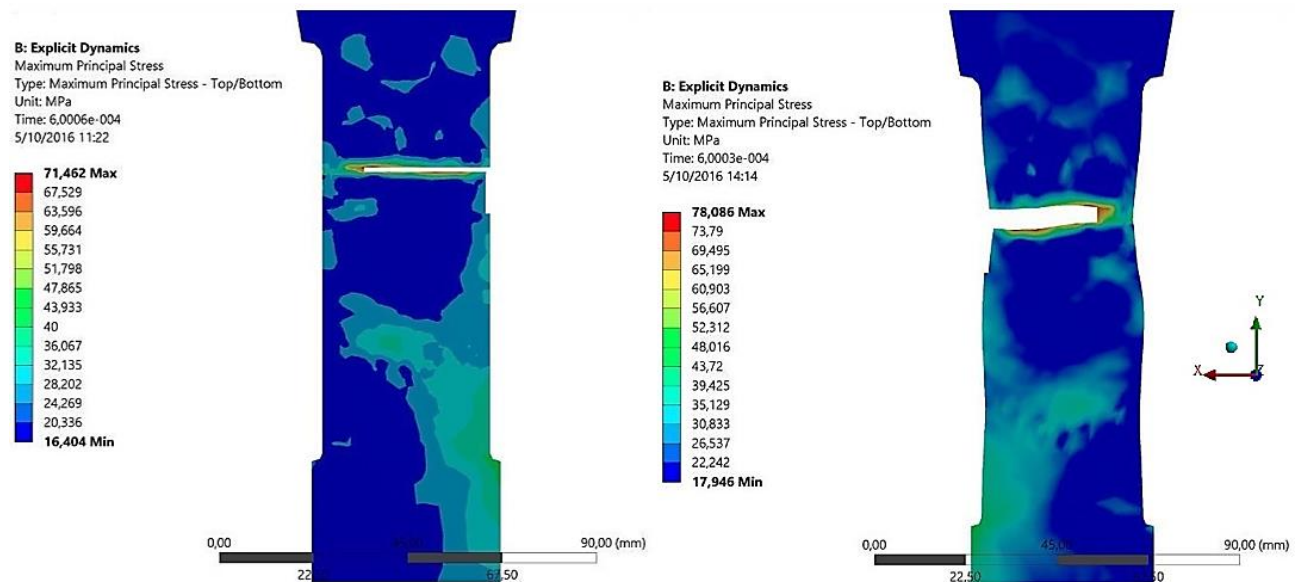 B: Explicit Dynamics
Maximum Principal Stress
Type: Maximum Principal Stress - Top/Bottom
Unit: MPa
Time: 6,0006e-004
5/10/2016 11:22
71,462 Max
67,529
63,596
59,664
55,731
51,798
47,865
43,933
40
36,067
32,135
28,202
24,269
20,336
16,404 Min
0,00
90,00 (mm)
67,50
B: Explicit Dynamics
Maximum Principal Stress
Type: Maximum Principal Stress - Top/Bottom
Unit: MPa
Time: 6,0003e-004
5/10/2016 14:14
78,086 Max
73,79
69,495
65,199
60,903
56,607
52,312
48,016
43,72
39,425
35,129
30,833
26,537
22,242
17,946 Min
Y
X
Z
0,00
45,00
90,00 (mm)
22,50